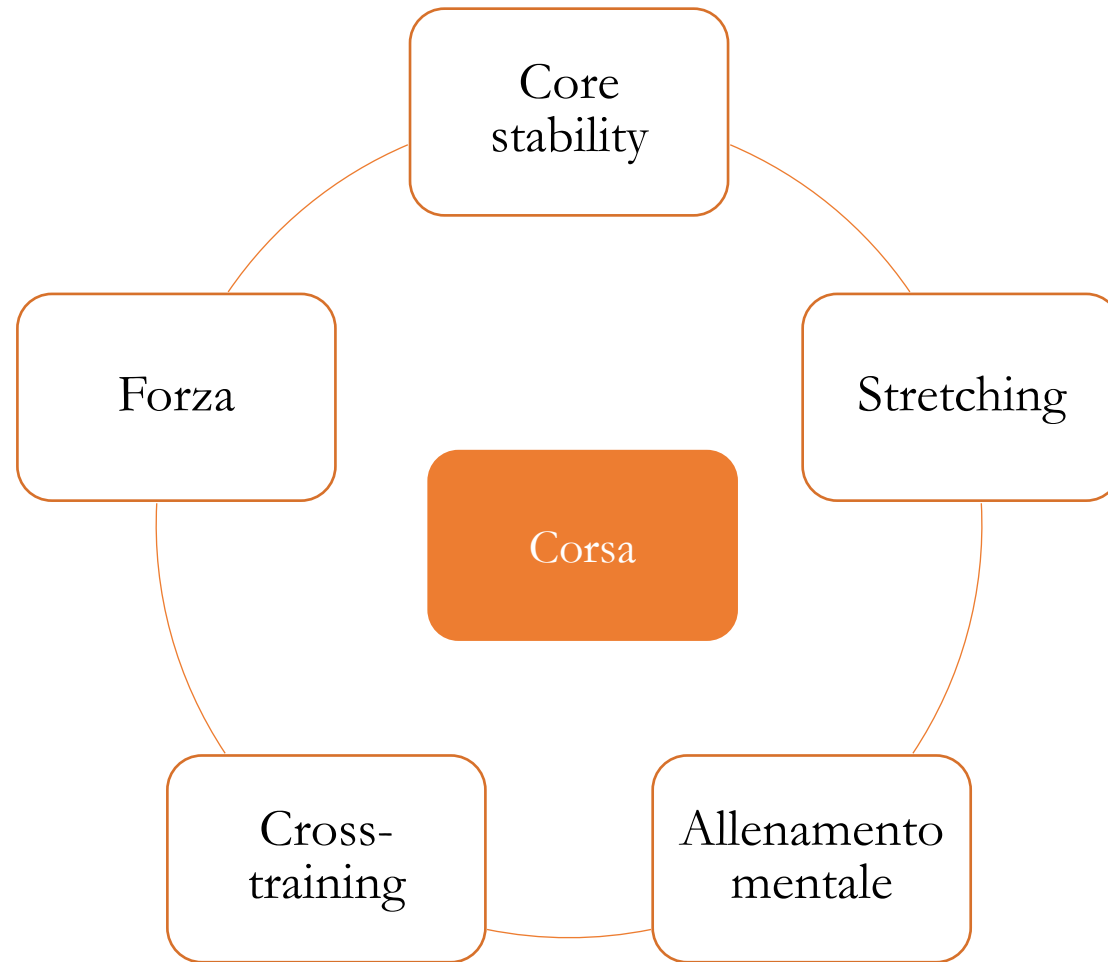 Core
stability
Forza
Stretching
Corsa
Cross-
training
Allenamento
mentale